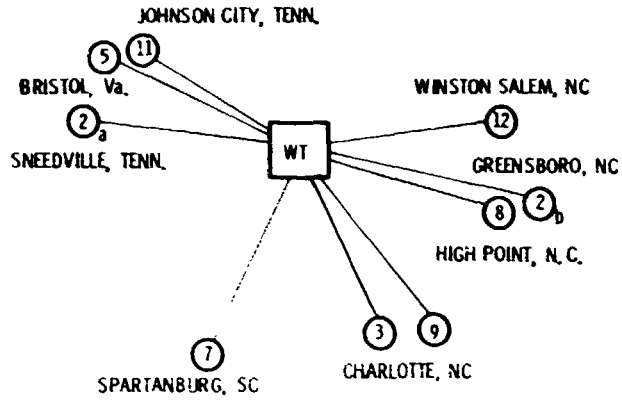 JOHNSON CITY, TENN.
11
5
BRISTOL, Va.
2a
SNEEDVILLE, TENN.
WT
WINSTON SALEM, NC
12
GREENSBORO, NC
2b
8
HIGH POINT, N.C.
3
9
CHARLOTTE, NC
7
SPARTANBURG, SC